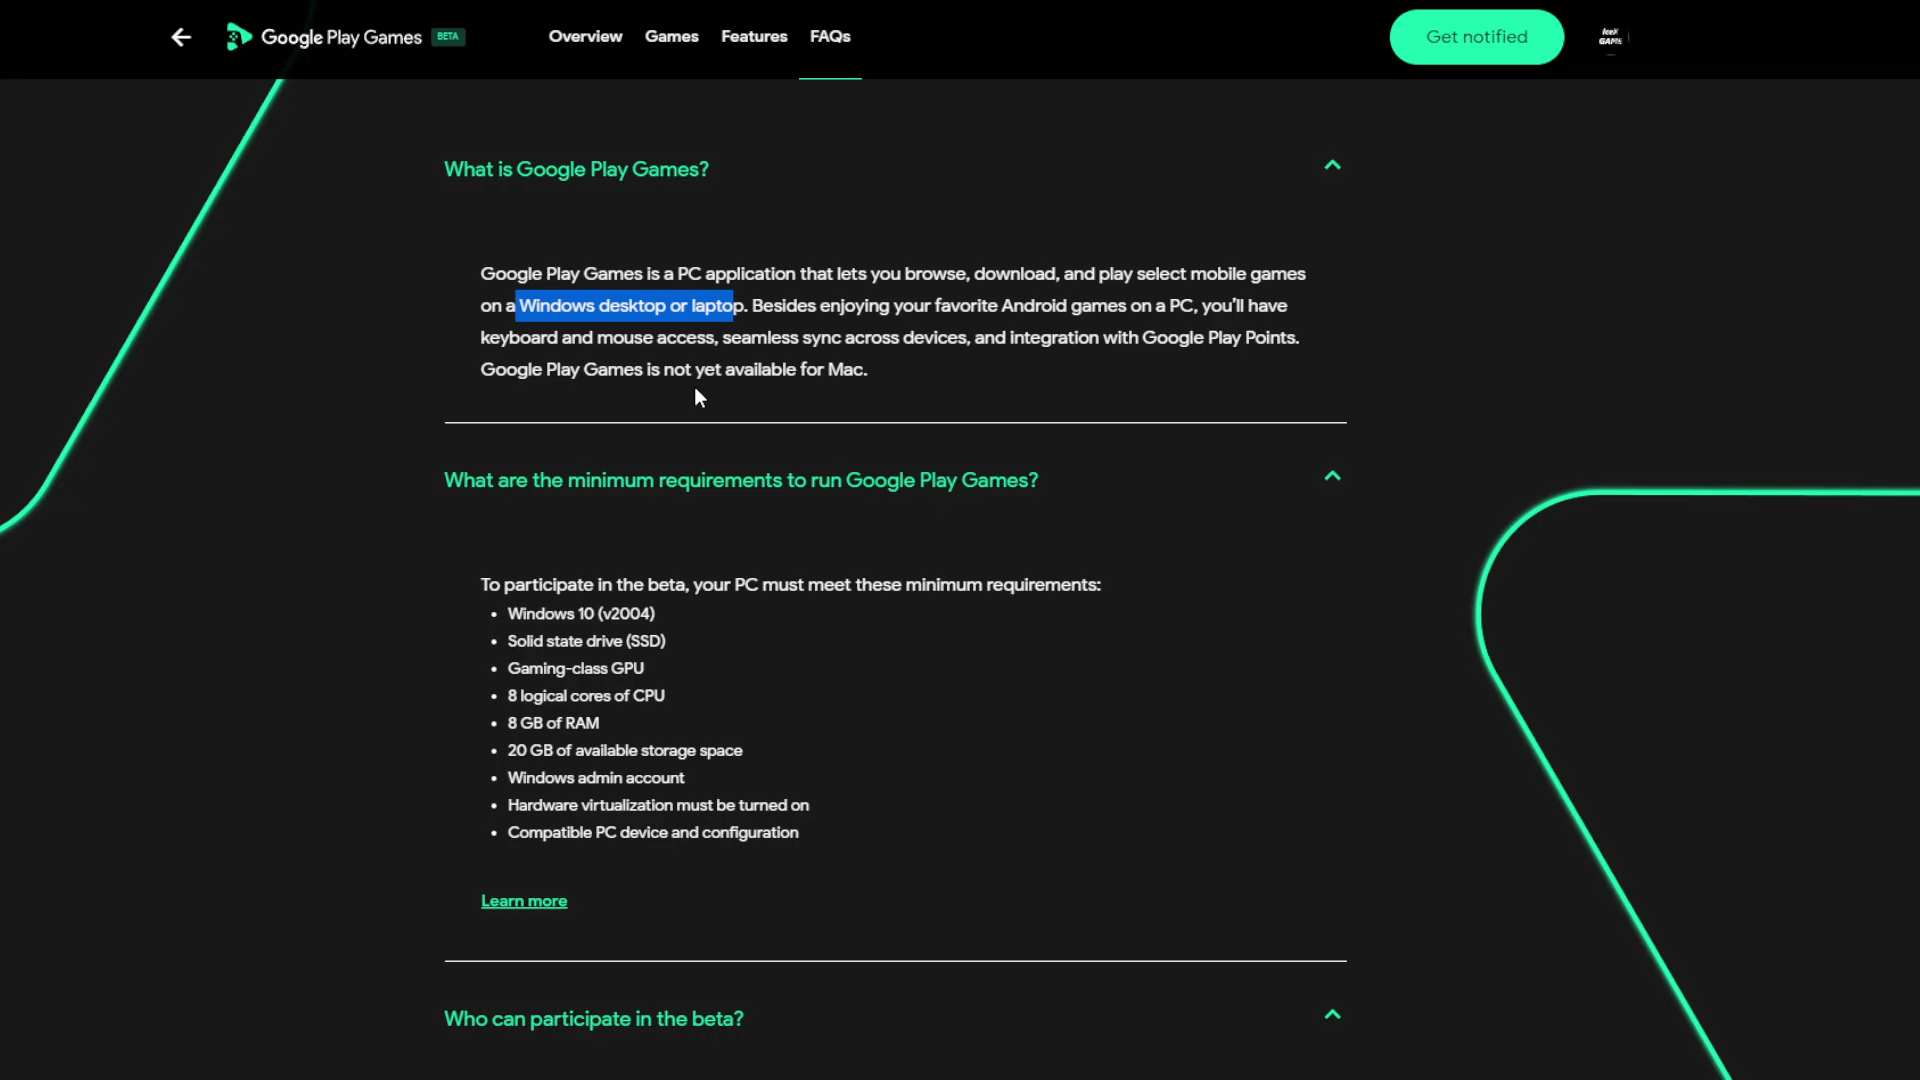 Google Play Games BETA Overview Games Features FAQs Get notified
GAME
What is Google Play Games?
Google Play Games is a PC application that lets you browse, download, and play select mobile games
on a Windows desktop or laptop. Besides enjoying your favorite Android games on a PC, you’ll have
keyboard and mouse access, seamless sync across devices, and integration with Google Play Points.
Google Play Games is not yet available for Mac.
What are the minimum requirements to run Google Play Games?
To participate in the beta, your PC must meet these minimum requirements:
• Windows 10 (v2004)
• Solid state drive (SSD)
• Gaming-class GPU
• 8 logical cores of CPU
• 8 GB of RAM
• 20 GB of available storage space
• Windows admin account
• Hardware virtualization must be turned on
• Compatible PC device and configuration
Learn more
Who can participate in the beta?